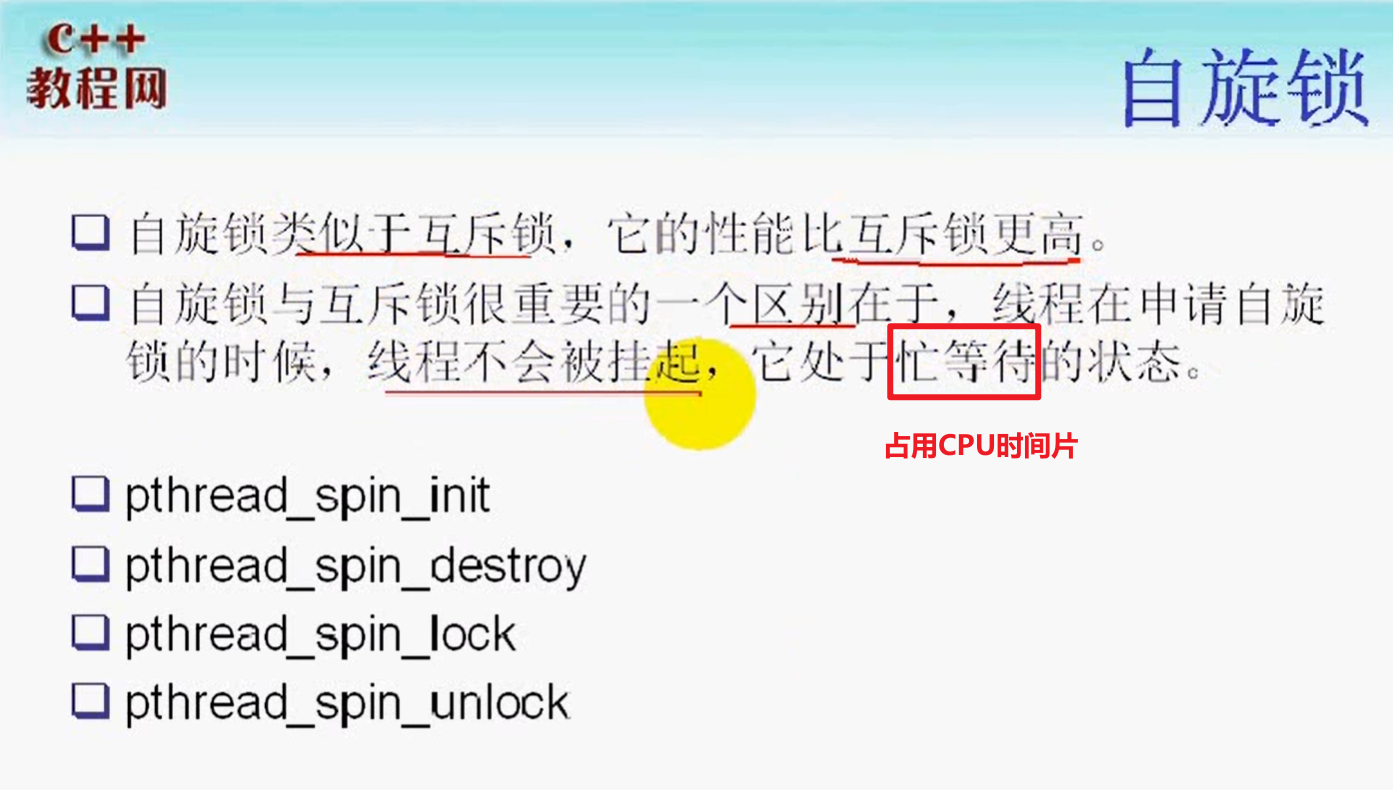 C++
教程网
自旋锁
自旋锁类似于互斥锁，它的性能比互斥锁更高。
自旋锁与互斥锁很重要的一个区别在于，线程在申请自旋
锁的时候，线程不会被挂起，它处于忙等待的状态。
占用CPU时间片
pthread_spin_init
pthread_spin_destroy
pthread_spin_lock
pthread_spin_unlock